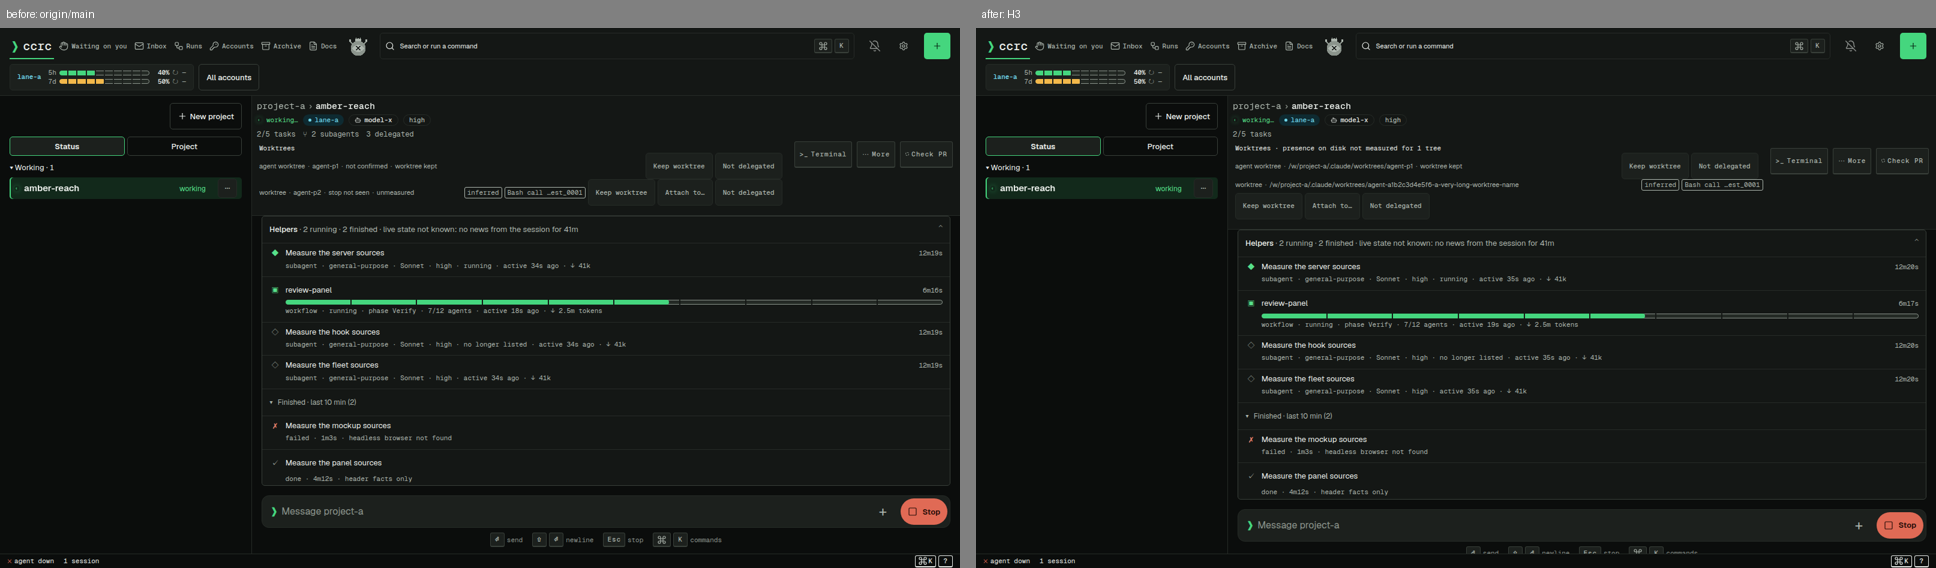 before: origin/main
ccrc Waiting on you Inbox Runs Accounts Archive Docs Search or run a command ⌘ K +
lane-a 5h 40% ↻ —
7d 50% ↻ —
All accounts
+ New project
Status Project
▾ Working · 1
amber-reach working ···
project-a › amber-reach
working… lane-a model-x high
2/5 tasks 2 subagents 3 delegated
Worktrees
agent worktree · agent-p1 · not confirmed · worktree kept Keep worktree Not delegated
worktree · agent-p2 · stop not seen · unmeasured inferred Bash call …est_0001 Keep worktree Attach to… Not delegated
>_ Terminal ··· More Check PR
Helpers · 2 running · 2 finished · live state not known: no news from the session for 41m
Measure the server sources 12m19s
subagent · general-purpose · Sonnet · high · running · active 34s ago · ↓ 41k
review-panel 6m16s
workflow · running · phase Verify · 7/12 agents · active 18s ago · ↓ 2.5m tokens
Measure the hook sources 12m19s
subagent · general-purpose · Sonnet · high · no longer listed · active 34s ago · ↓ 41k
Measure the fleet sources 12m19s
subagent · general-purpose · Sonnet · high · active 34s ago · ↓ 41k
▾ Finished · last 10 min (2)
✗ Measure the mockup sources
failed · 1m3s · headless browser not found
✓ Measure the panel sources
done · 4m12s · header facts only
❯ Message project-a + Stop
send newline Esc stop ⌘ K commands
× agent down 1 session ⌘K ?
after: H3
ccrc Waiting on you Inbox Runs Accounts Archive Docs Search or run a command ⌘ K +
lane-a 5h 40% ↻ —
7d 50% ↻ —
All accounts
+ New project
Status Project
▾ Working · 1
amber-reach working ···
project-a › amber-reach
working… lane-a model-x high
2/5 tasks
Worktrees · presence on disk not measured for 1 tree
agent worktree · /w/project-a/.claude/worktrees/agent-p1 · worktree kept Keep worktree Not delegated
worktree · /w/project-a/.claude/worktrees/agent-a1b2c3d4e5f6-a-very-long-worktree-name inferred Bash call …est_0001
Keep worktree Attach to… Not delegated
>_ Terminal ··· More Check PR
Helpers · 2 running · 2 finished · live state not known: no news from the session for 41m
Measure the server sources 12m20s
subagent · general-purpose · Sonnet · high · running · active 35s ago · ↓ 41k
review-panel 6m17s
workflow · running · phase Verify · 7/12 agents · active 19s ago · ↓ 2.5m tokens
Measure the hook sources 12m20s
subagent · general-purpose · Sonnet · high · no longer listed · active 35s ago · ↓ 41k
Measure the fleet sources 12m20s
subagent · general-purpose · Sonnet · high · active 35s ago · ↓ 41k
▾ Finished · last 10 min (2)
✗ Measure the mockup sources
failed · 1m3s · headless browser not found
✓ Measure the panel sources
done · 4m12s · header facts only
❯ Message project-a + Stop
send newline Esc stop ⌘ K commands
× agent down 1 session ⌘K ?